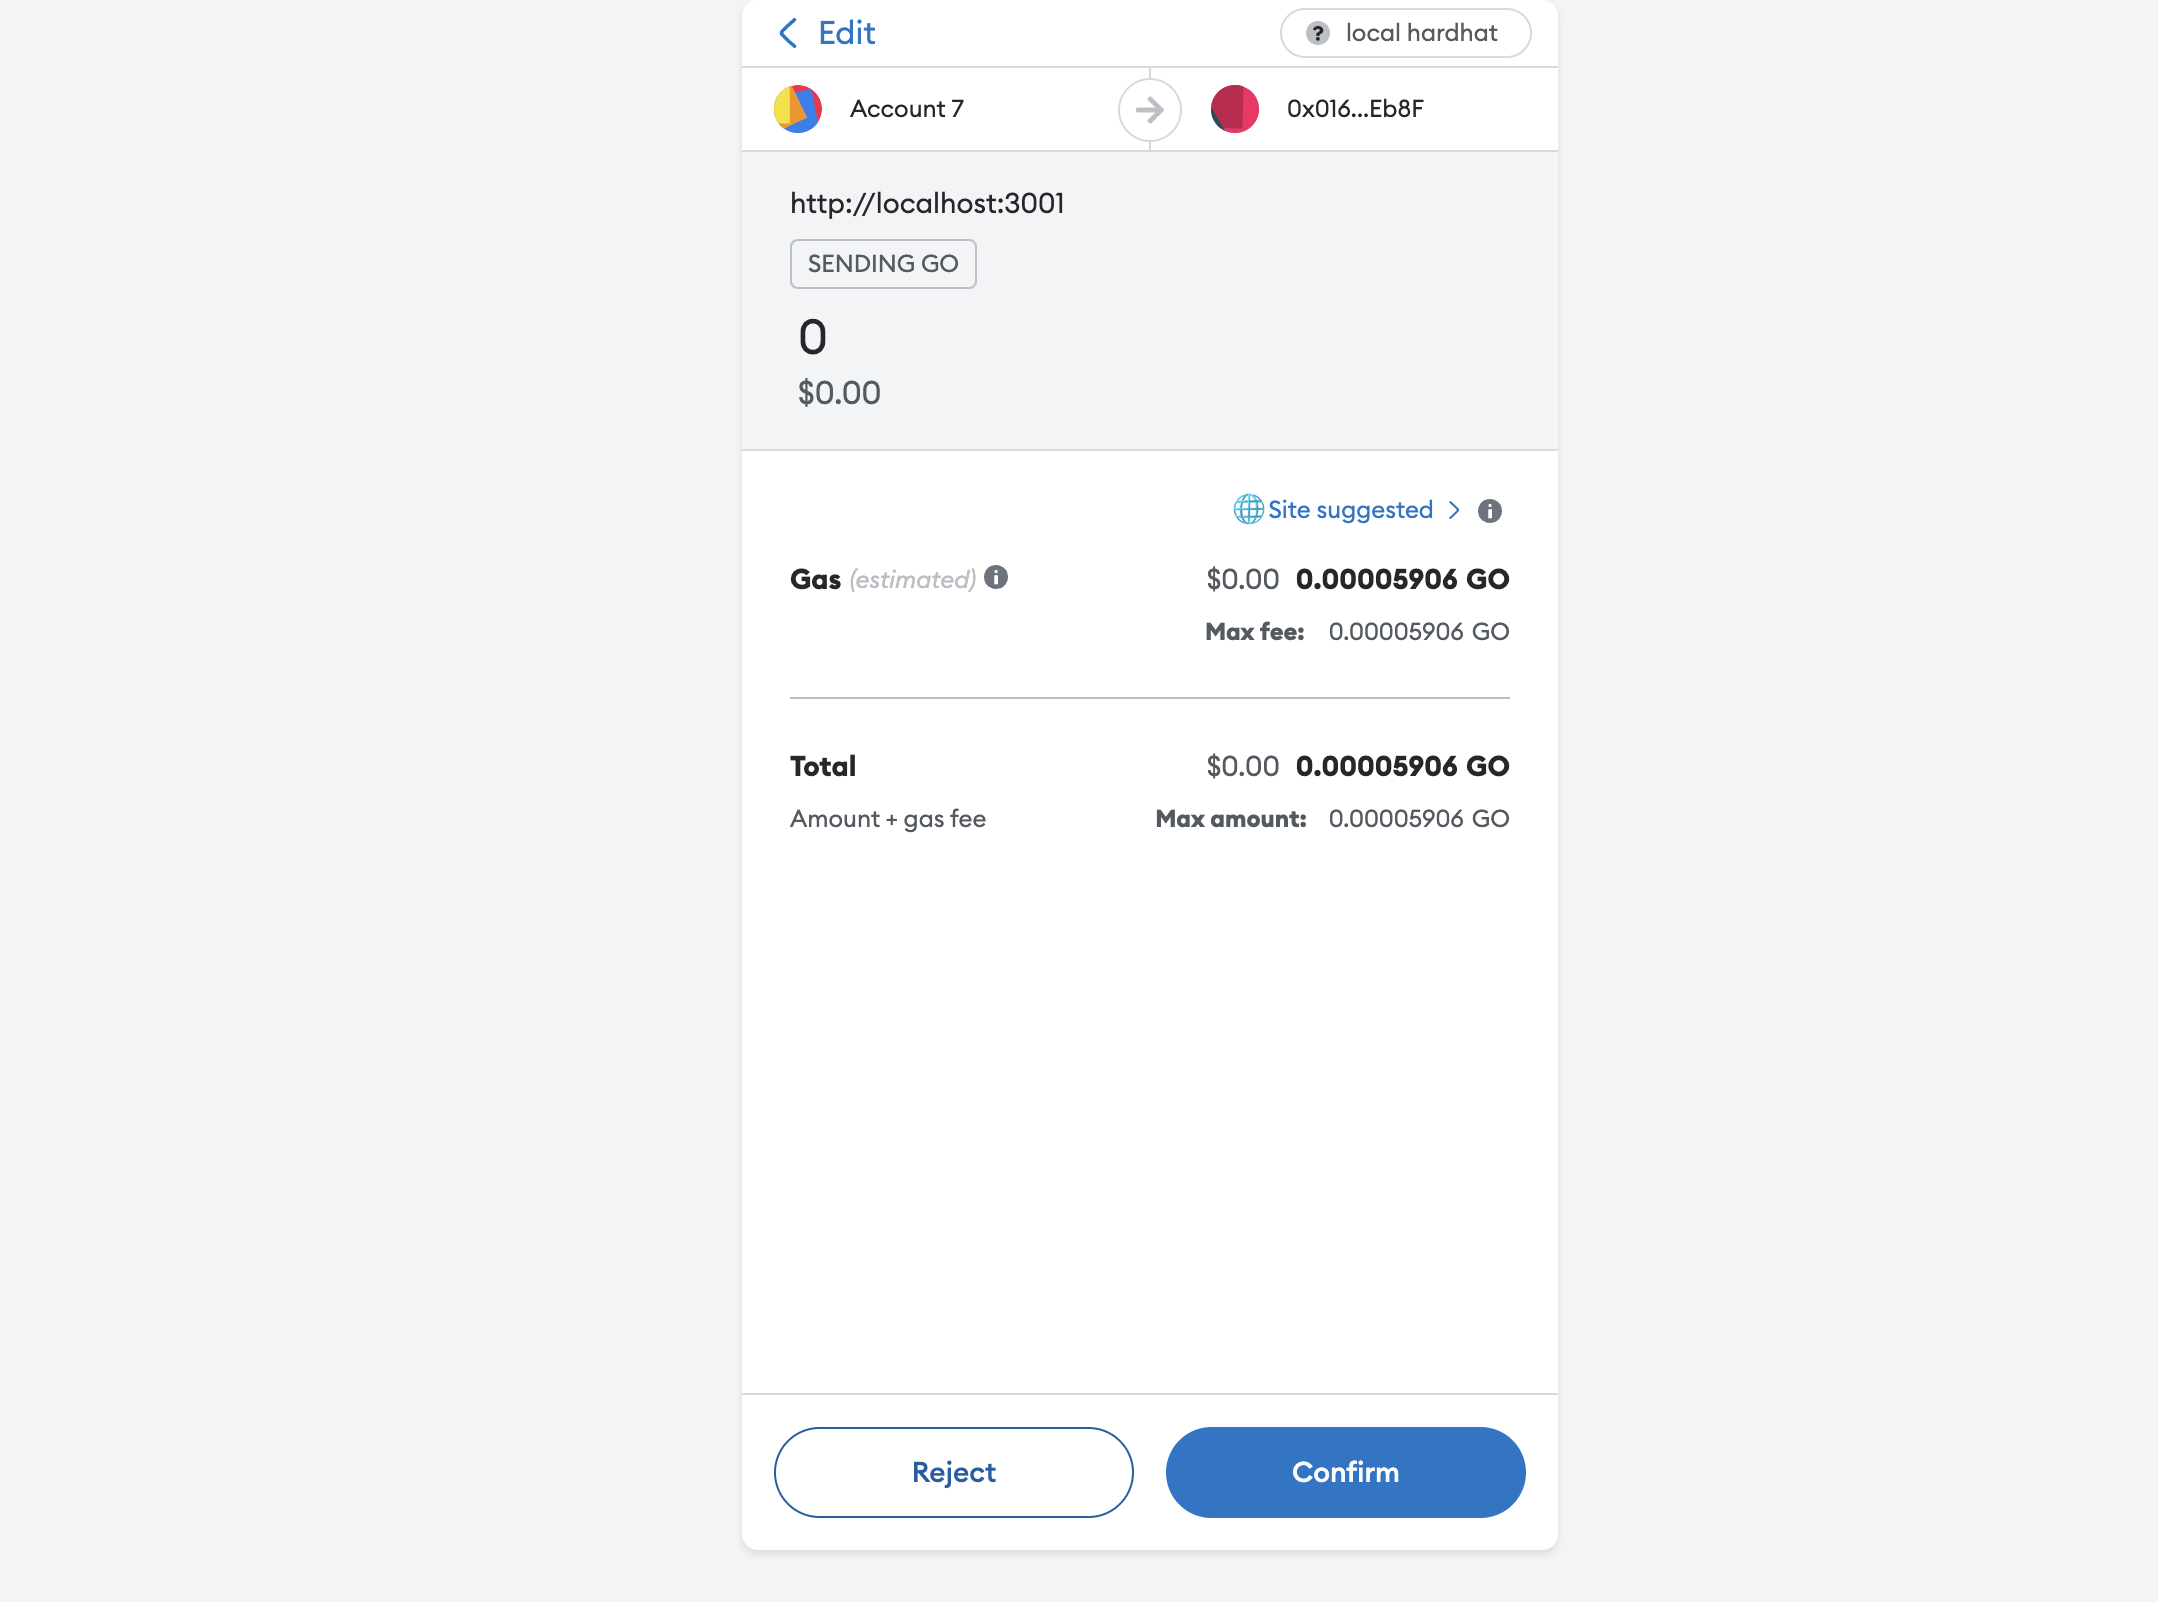 Edit
local hardhat
Account 7
0x016...Eb8F
http://localhost:3001
SENDING GO
0
$0.00
Site suggested
Gas (estimated) $0.00 0.00005906 GO
Max fee: 0.00005906 GO
Total $0.00 0.00005906 GO
Amount + gas fee Max amount: 0.00005906 GO
Reject
Confirm